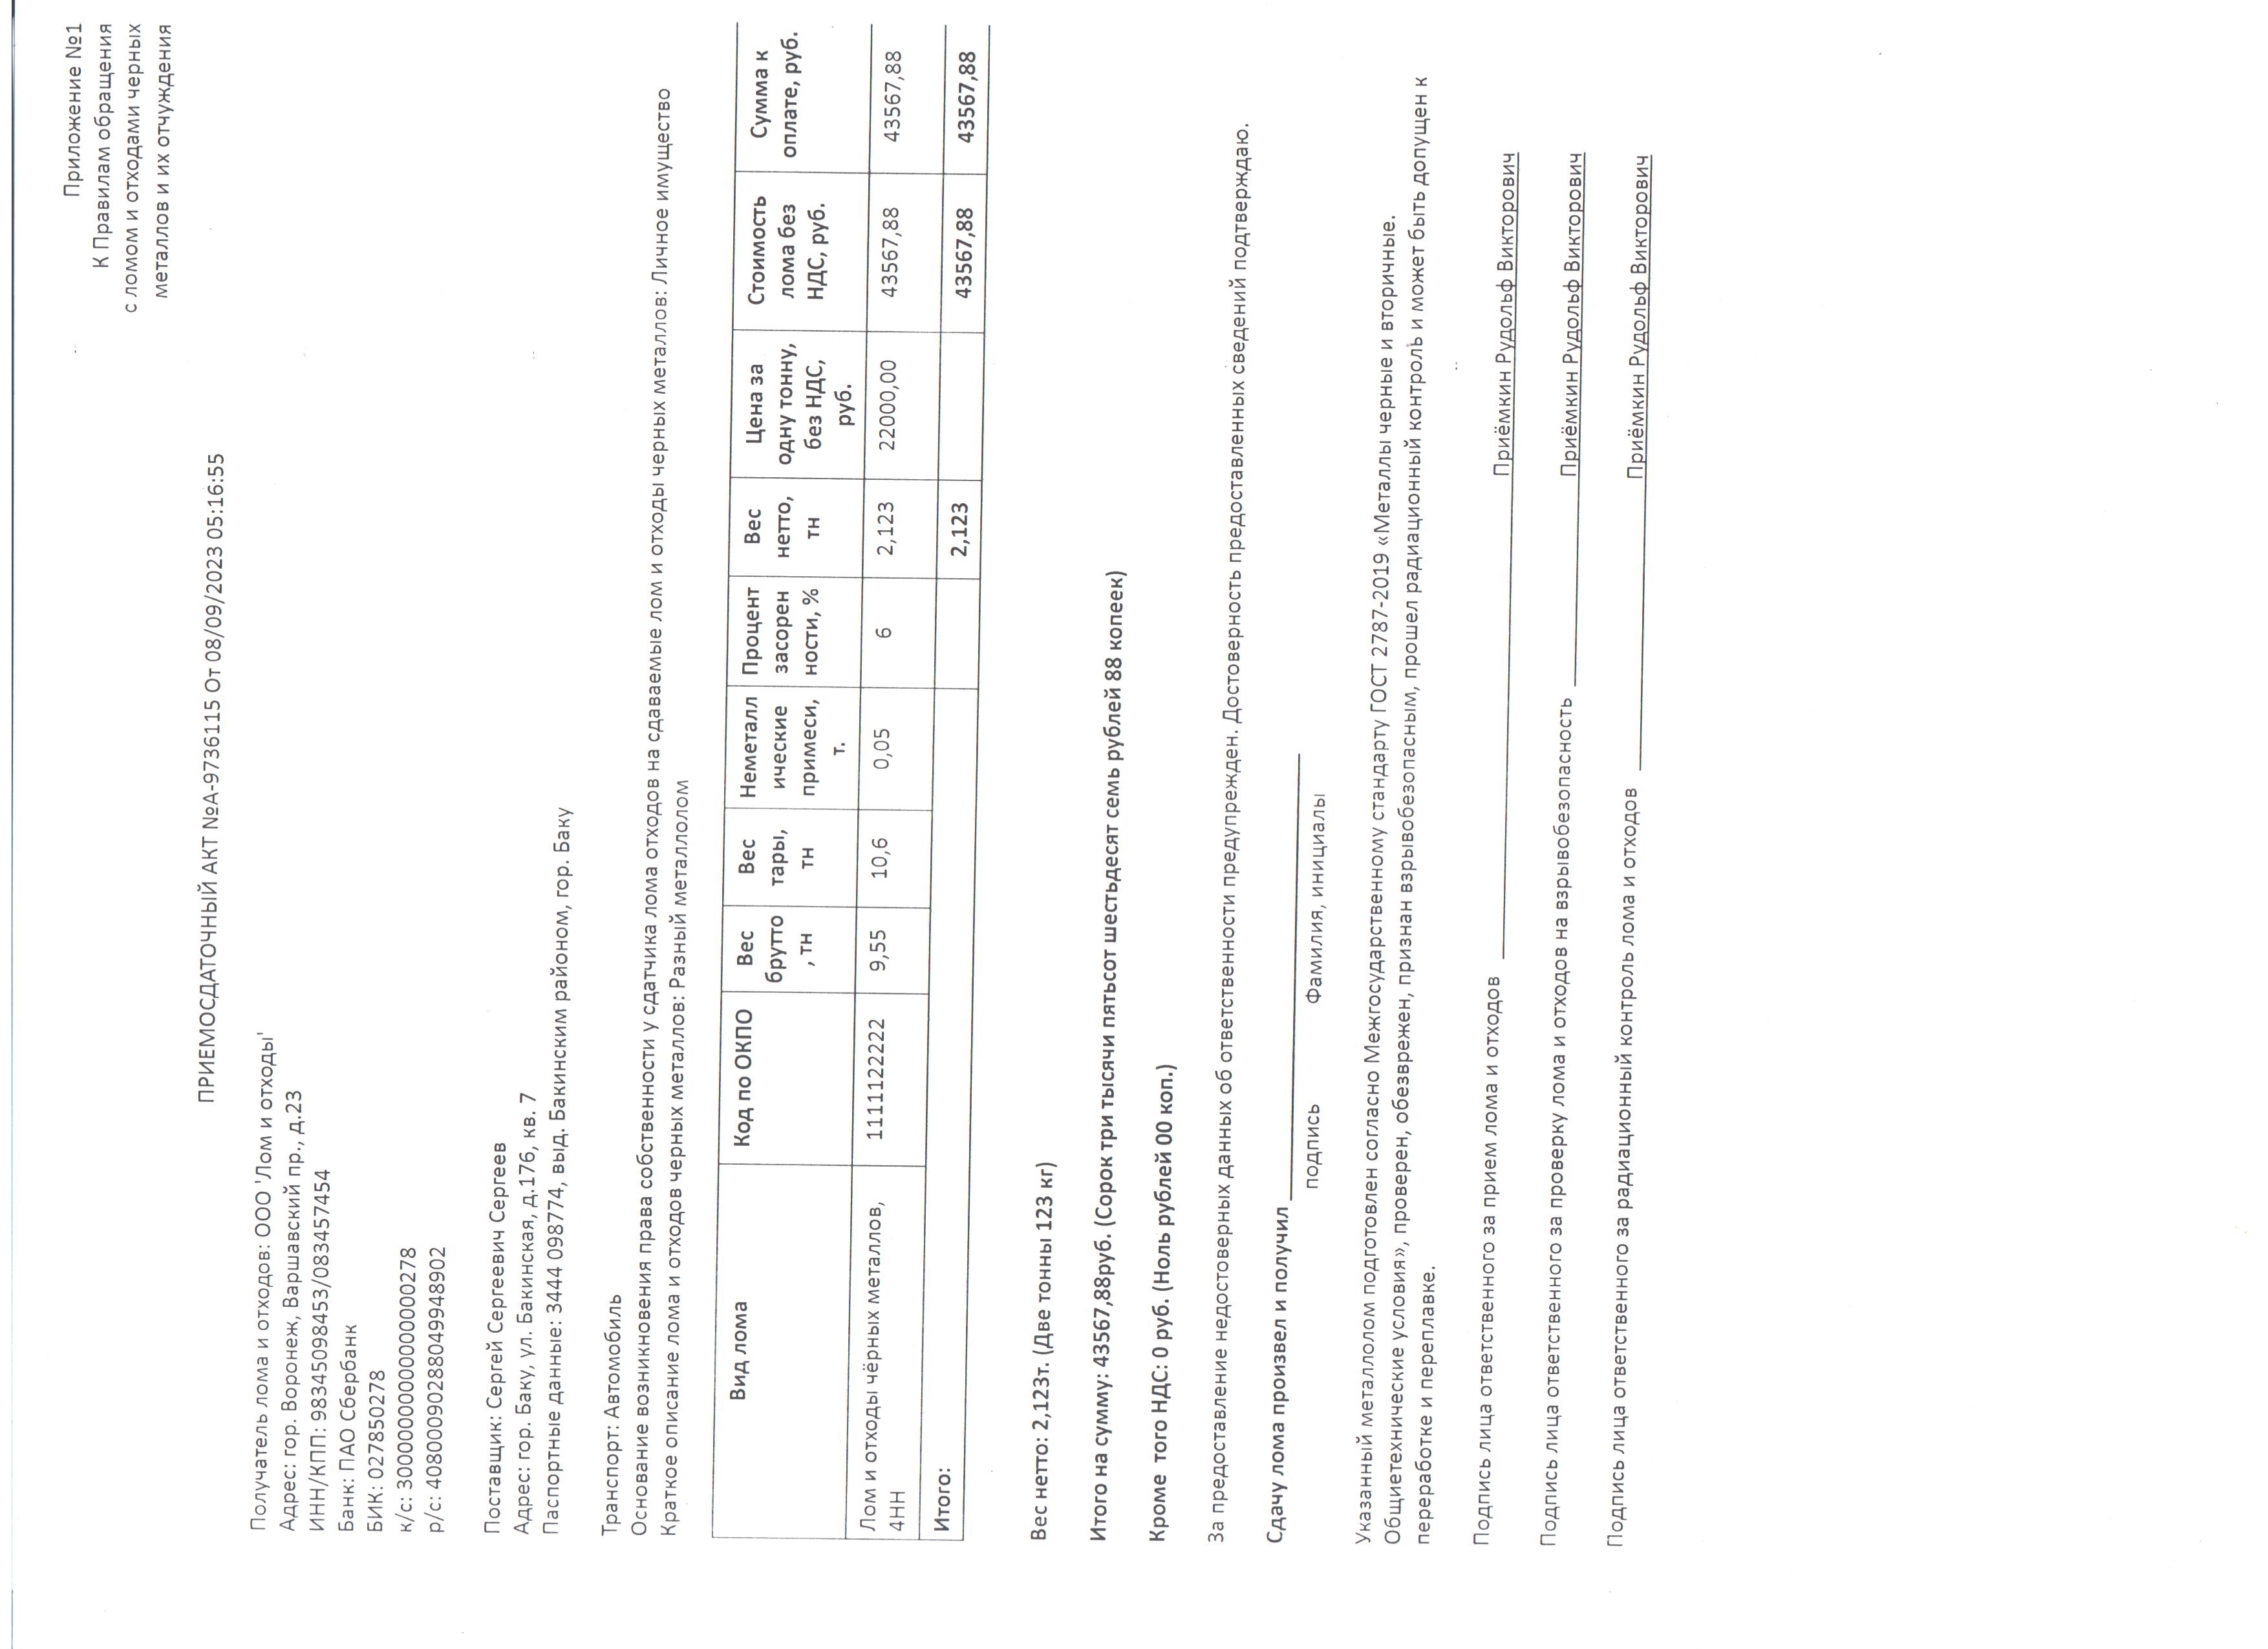 Приложение №1
К Правилам обращения
с ломом и отходами черных
металлов и их отчуждения
ПРИЕМОСДАТОЧНЫЙ АКТ №А-9736115 От 08/09/2023 05:16:55
Получатель лома и отходов: ООО 'Лом и отходы'
Адрес: гор. Воронеж, Варшавский пр., д.23
ИНН/КПП: 98345098453/083457454
Банк: ПАО Сбербанк
БИК: 027850278
к/с: 30000000000000000278
р/с: 40800090288049948902
Поставщик: Сергей Сергеевич Сергеев
Адрес: гор. Баку, ул. Бакинская, д.176, кв. 7
Паспортные данные: 3444 098774, выд. Бакинским районом, гор. Баку
Транспорт: Автомобиль
Основание возникновения права собственности у сдатчика лома отходов на сдаваемые лом и отходы черных металлов: Личное имущество
Краткое описание лома и отходов черных металлов: Разный металлолом
Вид лома Код по ОКПО Вес брутто, тн Вес тары, тн Неметаллические примеси, т. Процент засоренности, % Вес нетто, тн Цена за одну тонну, без НДС, руб. Стоимость лома без НДС, руб. Сумма к оплате, руб.
Лом и отходы чёрных металлов, 4НН 1111122222 9,55 10,6 0,05 6 2,123 22000,00 43567,88 43567,88
Итого: 2,123 43567,88 43567,88
Вес нетто: 2,123т. (Две тонны 123 кг)
Итого на сумму: 43567,88руб. (Сорок три тысячи пятьсот шестьдесят семь рублей 88 копеек)
Кроме того НДС: 0 руб. (Ноль рублей 00 коп.)
За предоставление недостоверных данных об ответственности предупрежден. Достоверность предоставленных сведений подтверждаю.
Сдачу лома произвел и получил
подпись Фамилия, инициалы
Указанный металлолом подготовлен согласно Межгосударственному стандарту ГОСТ 2787-2019 «Металлы черные и вторичные.
Общиетехнические условия», проверен, обезврежен, признан взрывобезопасным, прошел радиационный контроль и может быть допущен к
переработке и переплавке.
Подпись лица ответственного за прием лома и отходов Приёмкин Рудольф Викторович
Подпись лица ответственного за проверку лома и отходов на взрывобезопасность Приёмкин Рудольф Викторович
Подпись лица ответственного за радиационный контроль лома и отходов Приёмкин Рудольф Викторович